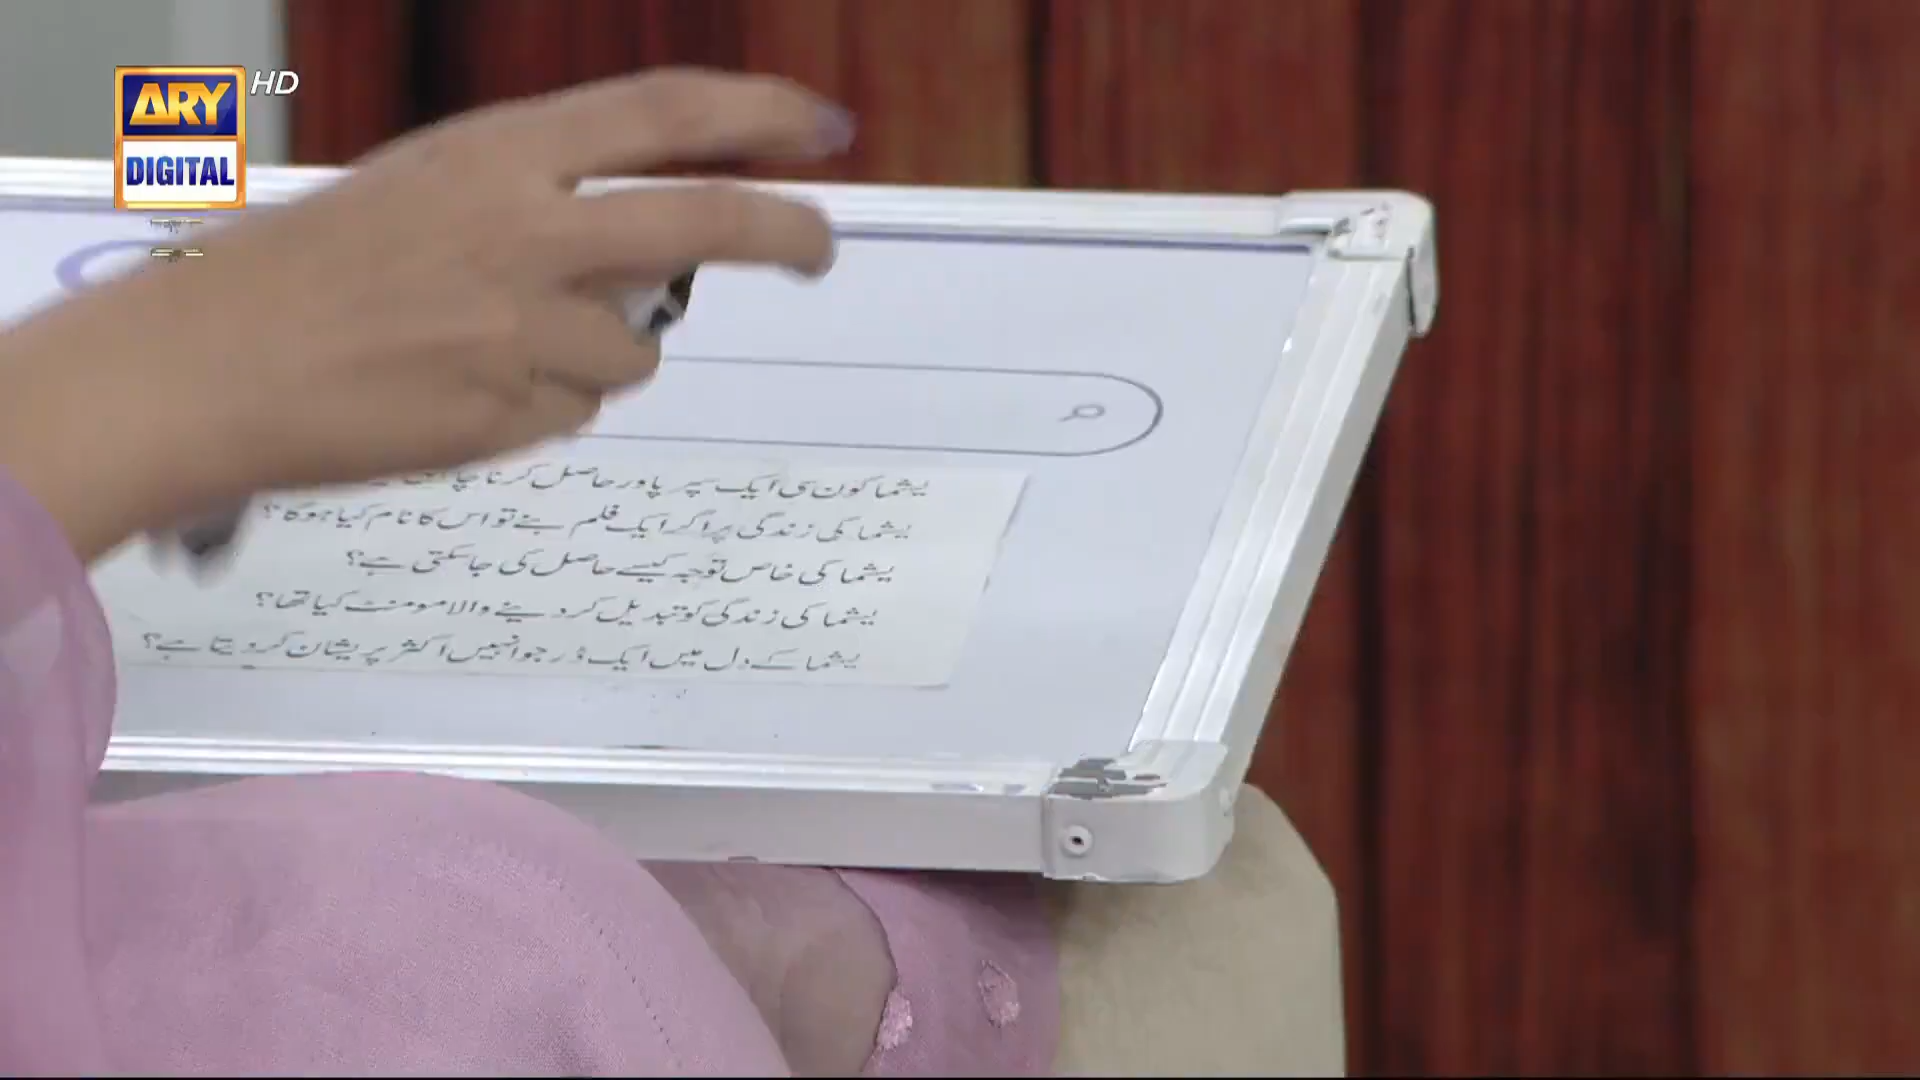 ARY HD
DIGITAL
یشما کون سی ایک سپر پاور حاصل کرنا
یشما کی زندگی پر اگر ایک فلم بنے تو اس کا نام کیا ہوگا؟
یشما کی خاص توجہ کیسے حاصل کی جا سکتی ہے؟
یشما کی زندگی کو تبدیل کر دینے والا مومنٹ کیا تھا؟
یشما کے دل میں ایک ڈر جو انہیں اکثر پریشان کر دیتا ہے؟